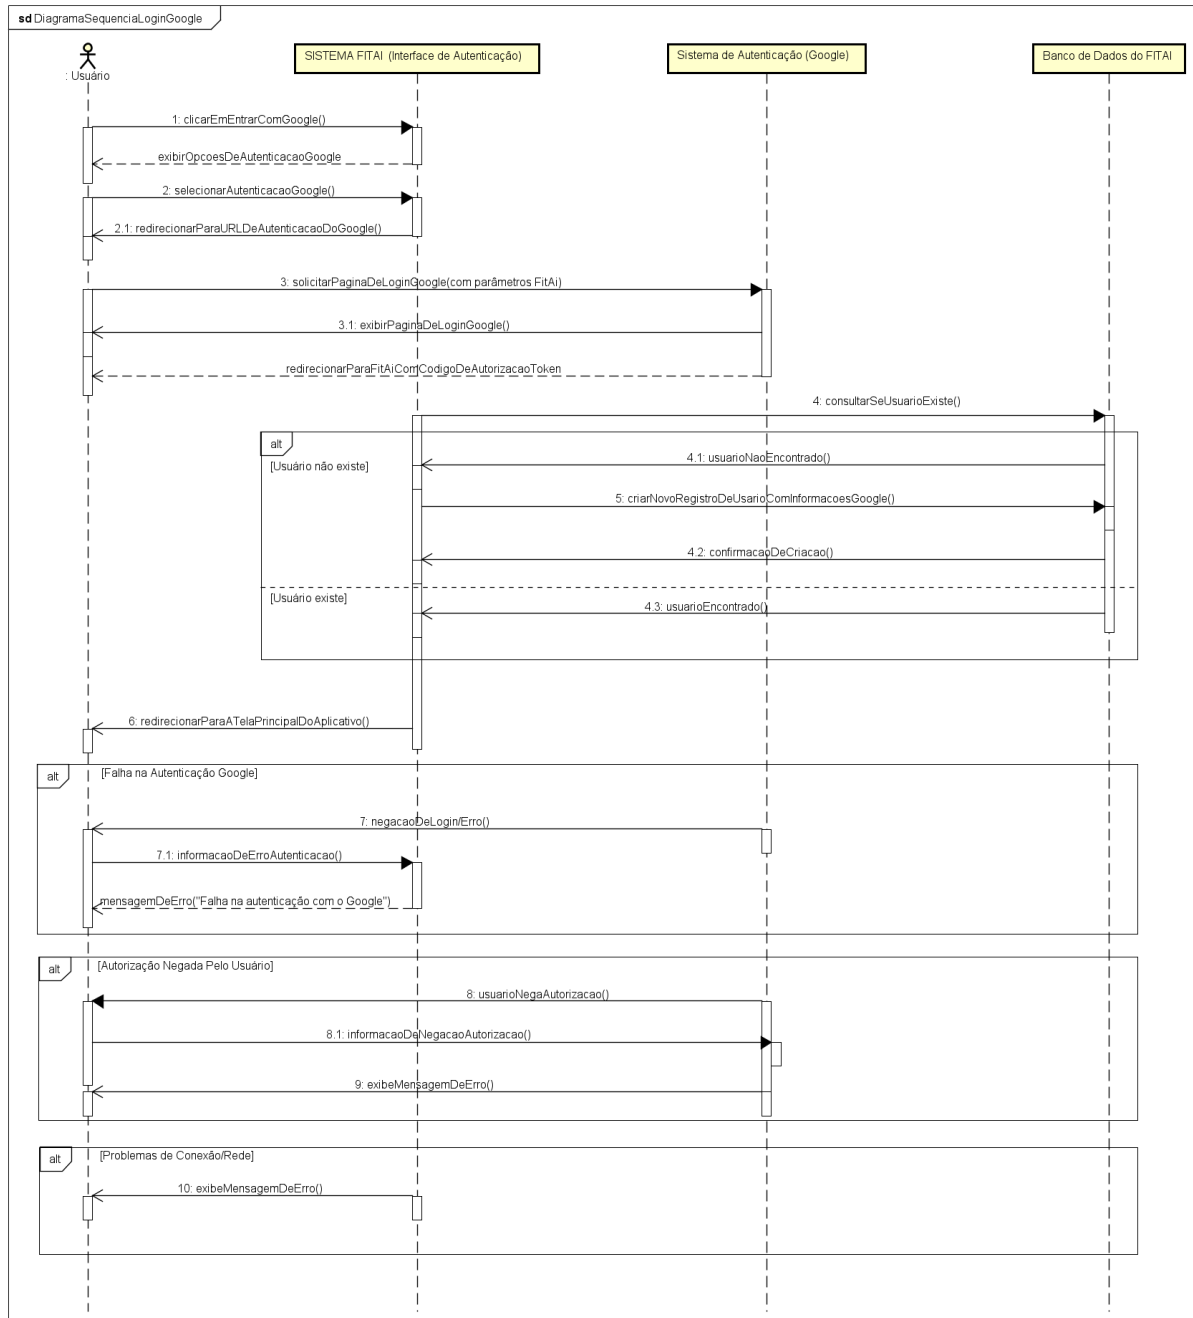 sd DiagramaSequenciaLoginGoogle
: Usuário
SISTEMA FITAI (Interface de Autenticação)
Sistema de Autenticação (Google)
Banco de Dados do FITAI
1: clicarEmEntrarComGoogle()
exibirOpcoesDeAutenticacaoGoogle
2: selecionarAutenticacaoGoogle()
2.1: redirecionarParaURLDeAutenticacaoDoGoogle()
3: solicitarPaginaDeLoginGoogle(com parâmetros FitAi)
3.1: exibirPaginaDeLoginGoogle()
redirecionarParaFitAiComCodigoDeAutorizacaoToken
4: consultarSeUsuarioExiste()
alt
[Usuário não existe]
4.1: usuarioNaoEncontrado()
5: criarNovoRegistroDeUsarioComInformacoesGoogle()
4.2: confirmacaoDeCriacao()
[Usuário existe]
4.3: usuarioEncontrado()
6: redirecionarParaATelaPrincipalDoAplicativo()
alt
[Falha na Autenticação Google]
7: negacaoDeLogin/Erro()
7.1: informacaoDeErroAutenticacao()
mensagemDeErro("Falha na autenticação com o Google")
alt
[Autorização Negada Pelo Usuário]
8: usuarioNegaAutorizacao()
8.1: informacaoDeNegacaoAutorizacao()
9: exibeMensagemDeErro()
alt
[Problemas de Conexão/Rede]
10: exibeMensagemDeErro()